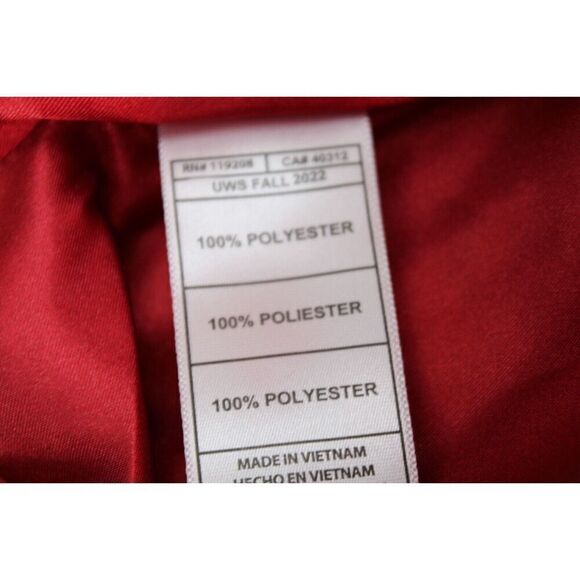 RN# 119208 CA# 40312
UWS FALL 2022
100% POLYESTER
100% POLIESTER
100% POLYESTER
MADE IN VIETNAM
HECHO EN VIETNAM